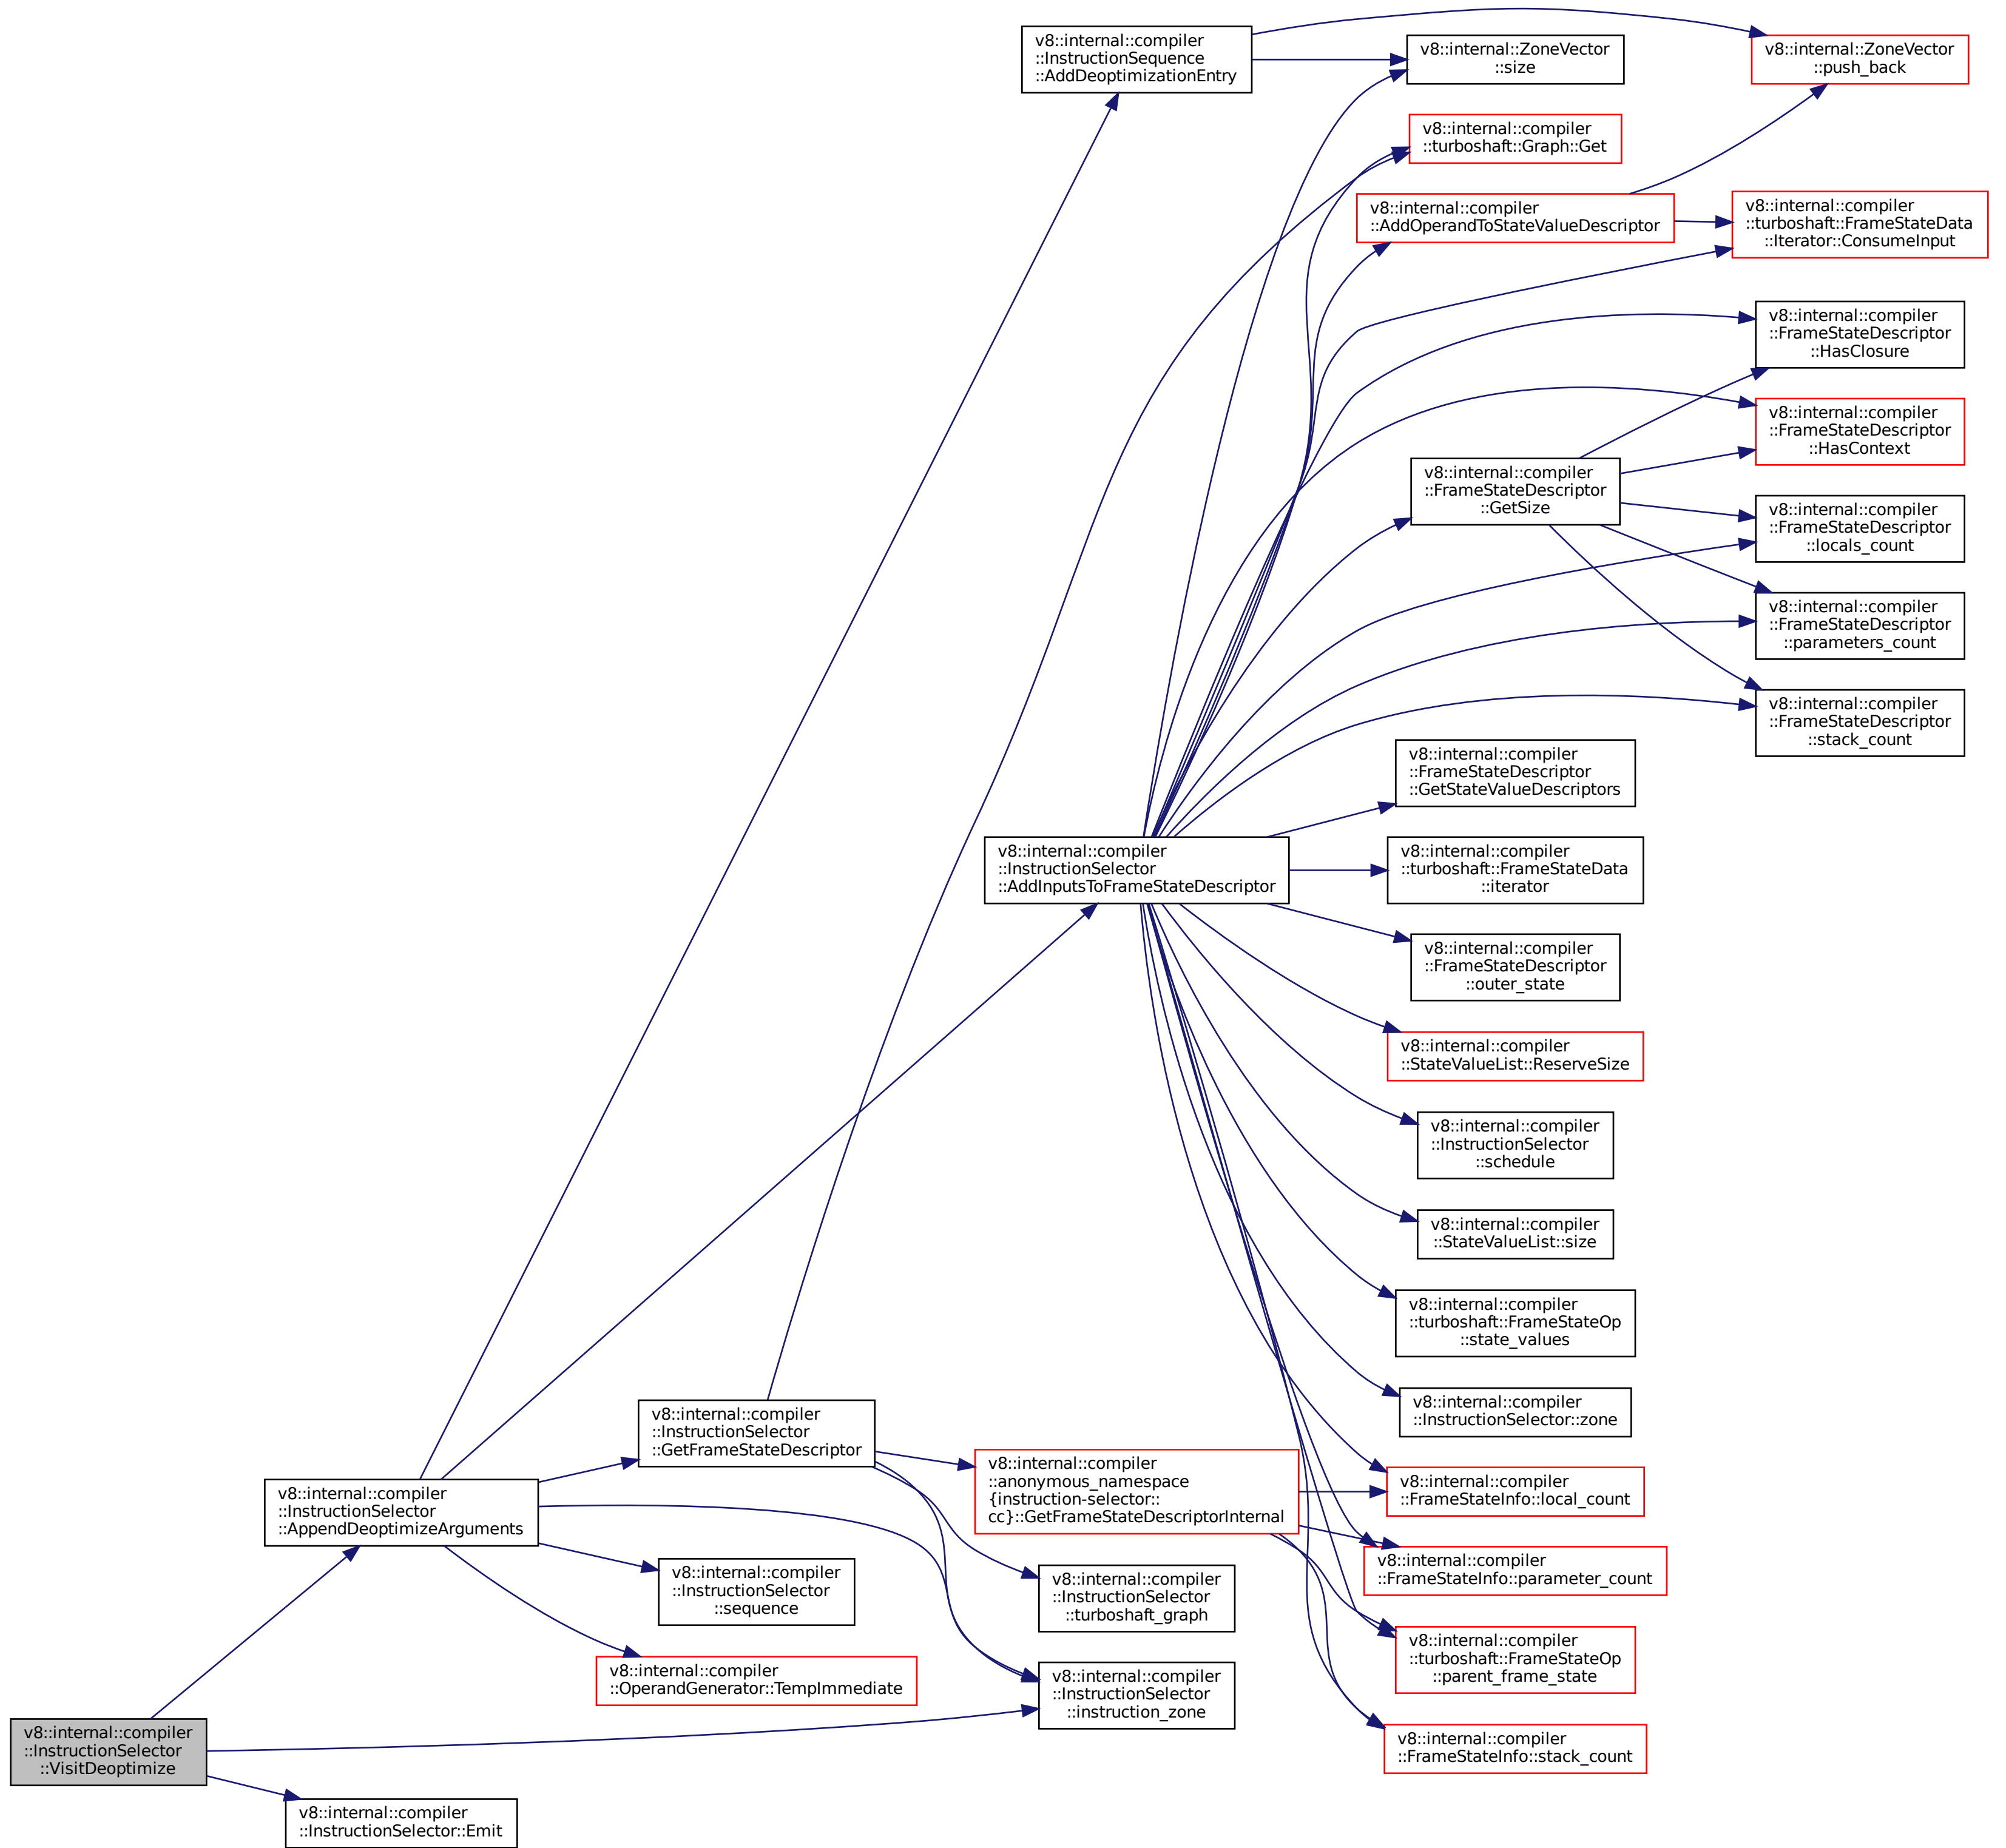 v8::internal::compiler
::InstructionSelector
::VisitDeoptimize
v8::internal::compiler
::InstructionSelector
::AppendDeoptimizeArguments
v8::internal::compiler
::InstructionSelector::Emit
v8::internal::compiler
::InstructionSelector
::GetFrameStateDescriptor
v8::internal::compiler
::InstructionSelector
::sequence
v8::internal::compiler
::OperandGenerator::TempImmediate
v8::internal::compiler
::InstructionSequence
::AddDeoptimizationEntry
v8::internal::compiler
::InstructionSelector
::AddInputsToFrameStateDescriptor
v8::internal::compiler
::anonymous_namespace
{instruction-selector::
cc}::GetFrameStateDescriptorInternal
v8::internal::compiler
::InstructionSelector
::turboshaft_graph
v8::internal::compiler
::InstructionSelector
::instruction_zone
v8::internal::ZoneVector
::size
v8::internal::compiler
::turboshaft::Graph::Get
v8::internal::compiler
::AddOperandToStateValueDescriptor
v8::internal::compiler
::FrameStateDescriptor
::GetSize
v8::internal::compiler
::FrameStateDescriptor
::GetStateValueDescriptors
v8::internal::compiler
::turboshaft::FrameStateData
::iterator
v8::internal::compiler
::FrameStateDescriptor
::outer_state
v8::internal::compiler
::StateValueList::ReserveSize
v8::internal::compiler
::InstructionSelector
::schedule
v8::internal::compiler
::StateValueList::size
v8::internal::compiler
::turboshaft::FrameStateOp
::state_values
v8::internal::compiler
::InstructionSelector::zone
v8::internal::compiler
::FrameStateInfo::local_count
v8::internal::compiler
::FrameStateInfo::parameter_count
v8::internal::compiler
::turboshaft::FrameStateOp
::parent_frame_state
v8::internal::compiler
::FrameStateInfo::stack_count
v8::internal::ZoneVector
::push_back
v8::internal::compiler
::turboshaft::FrameStateData
::Iterator::ConsumeInput
v8::internal::compiler
::FrameStateDescriptor
::HasClosure
v8::internal::compiler
::FrameStateDescriptor
::HasContext
v8::internal::compiler
::FrameStateDescriptor
::locals_count
v8::internal::compiler
::FrameStateDescriptor
::parameters_count
v8::internal::compiler
::FrameStateDescriptor
::stack_count